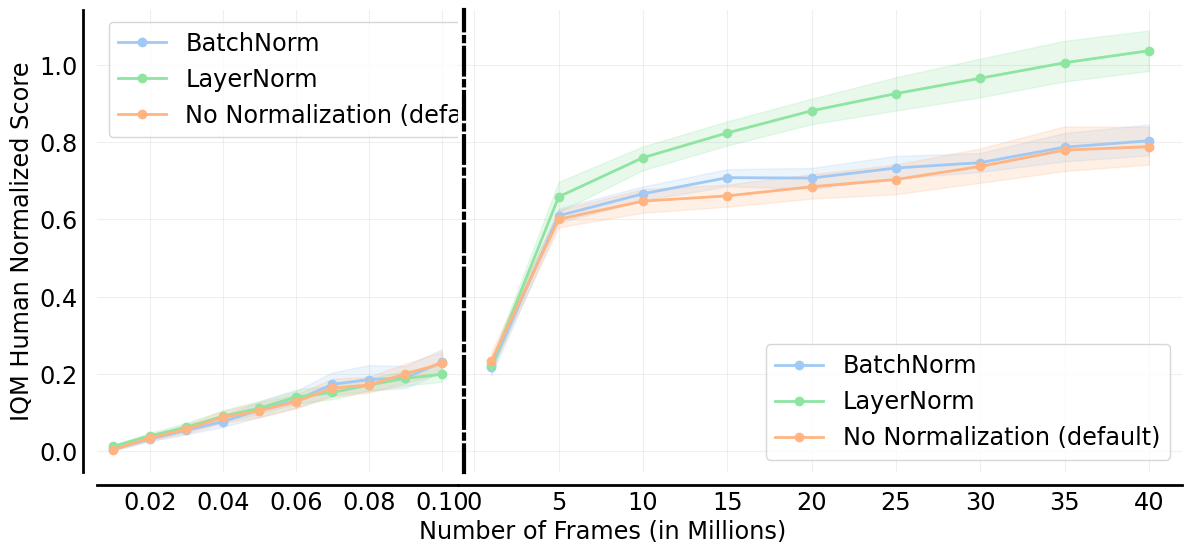 BatchNorm
LayerNorm
No Normalization (defa
IQM Human Normalized Score
1.0
0.8
0.6
0.4
0.2
0.0
BatchNorm
LayerNorm
No Normalization (default)
0.02 0.04 0.06 0.08 0.100 5 10 15 20 25 30 35 40
Number of Frames (in Millions)